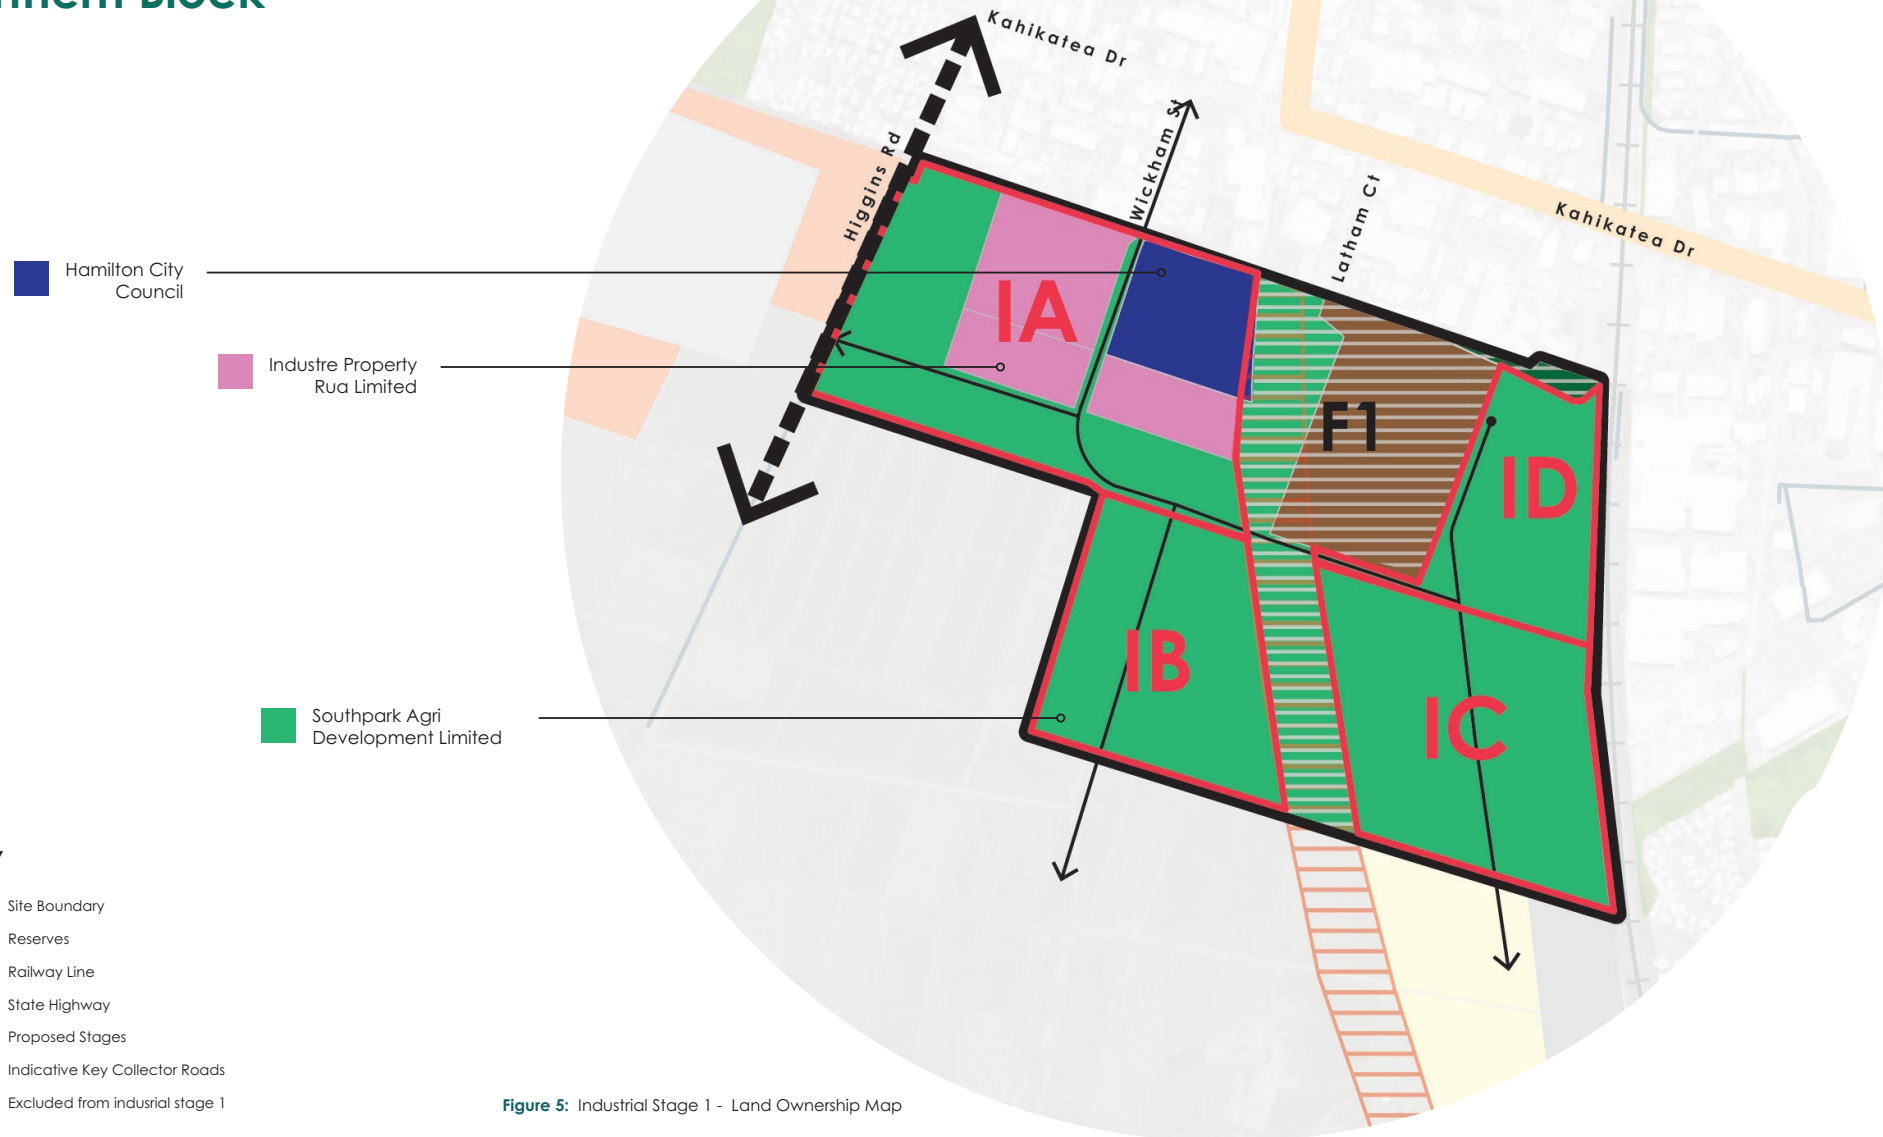 Block
Kahikatea Dr
Higgins Rd
Wickham St
Latham Ct
Kahikatea Dr
Hamilton City
Council
Industre Property
Rua Limited
Southpark Agri
Development Limited
IA
F1
ID
IB
IC
Site Boundary
Reserves
Railway Line
State Highway
Proposed Stages
Indicative Key Collector Roads
Excluded from indusrial stage 1
Figure 5: Industrial Stage 1 - Land Ownership Map